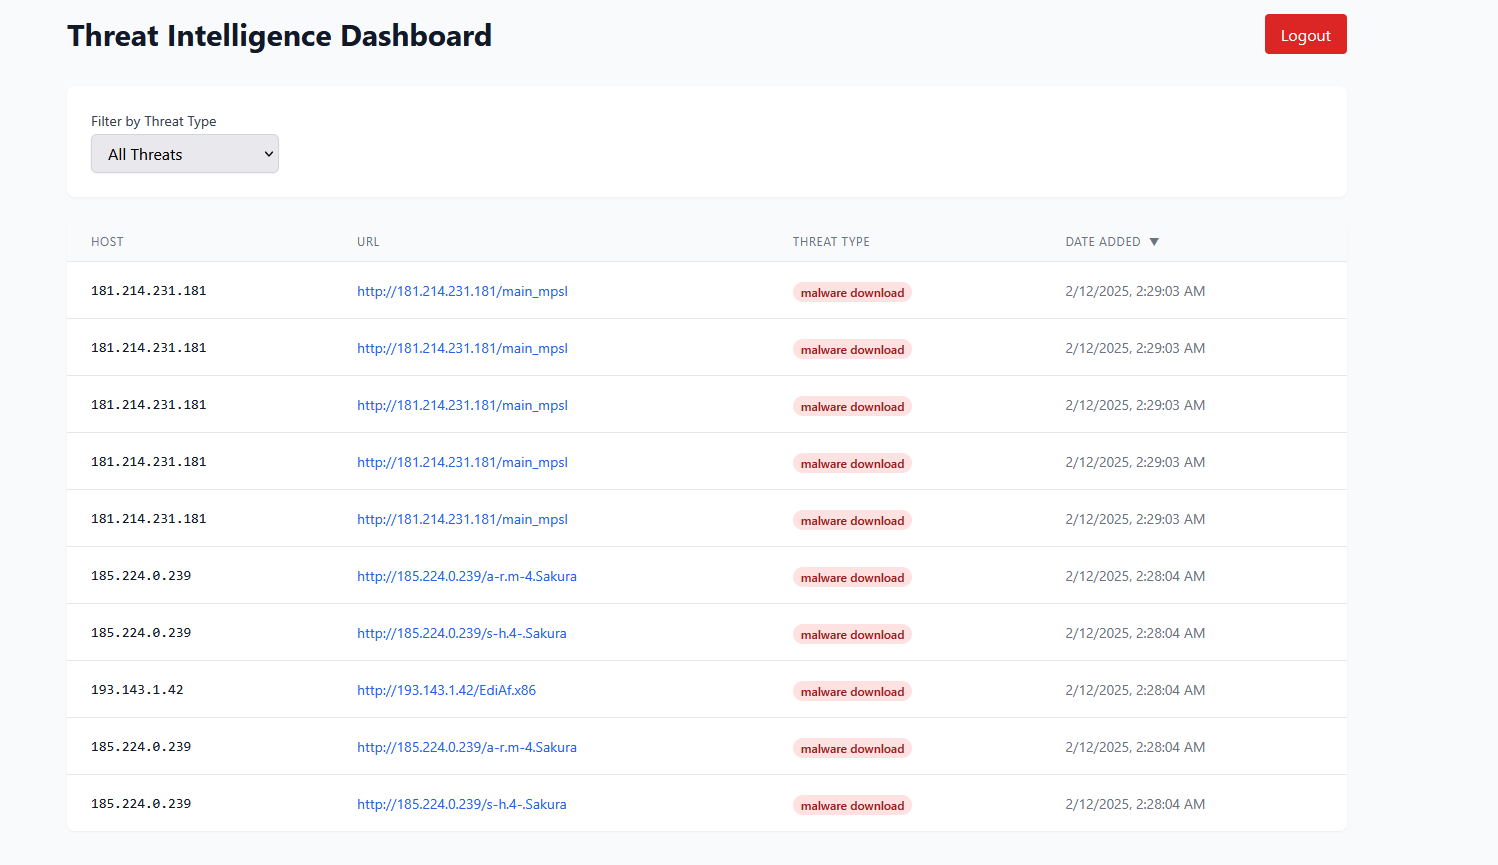 Threat Intelligence Dashboard Logout
Filter by Threat Type
All Threats
HOST URL THREAT TYPE DATE ADDED ▼
181.214.231.181 http://181.214.231.181/main_mpsl malware download 2/12/2025, 2:29:03 AM
181.214.231.181 http://181.214.231.181/main_mpsl malware download 2/12/2025, 2:29:03 AM
181.214.231.181 http://181.214.231.181/main_mpsl malware download 2/12/2025, 2:29:03 AM
181.214.231.181 http://181.214.231.181/main_mpsl malware download 2/12/2025, 2:29:03 AM
181.214.231.181 http://181.214.231.181/main_mpsl malware download 2/12/2025, 2:29:03 AM
185.224.0.239 http://185.224.0.239/a-r.m-4.Sakura malware download 2/12/2025, 2:28:04 AM
185.224.0.239 http://185.224.0.239/s-h.4-.Sakura malware download 2/12/2025, 2:28:04 AM
193.143.1.42 http://193.143.1.42/EdiAf.x86 malware download 2/12/2025, 2:28:04 AM
185.224.0.239 http://185.224.0.239/a-r.m-4.Sakura malware download 2/12/2025, 2:28:04 AM
185.224.0.239 http://185.224.0.239/s-h.4-.Sakura malware download 2/12/2025, 2:28:04 AM